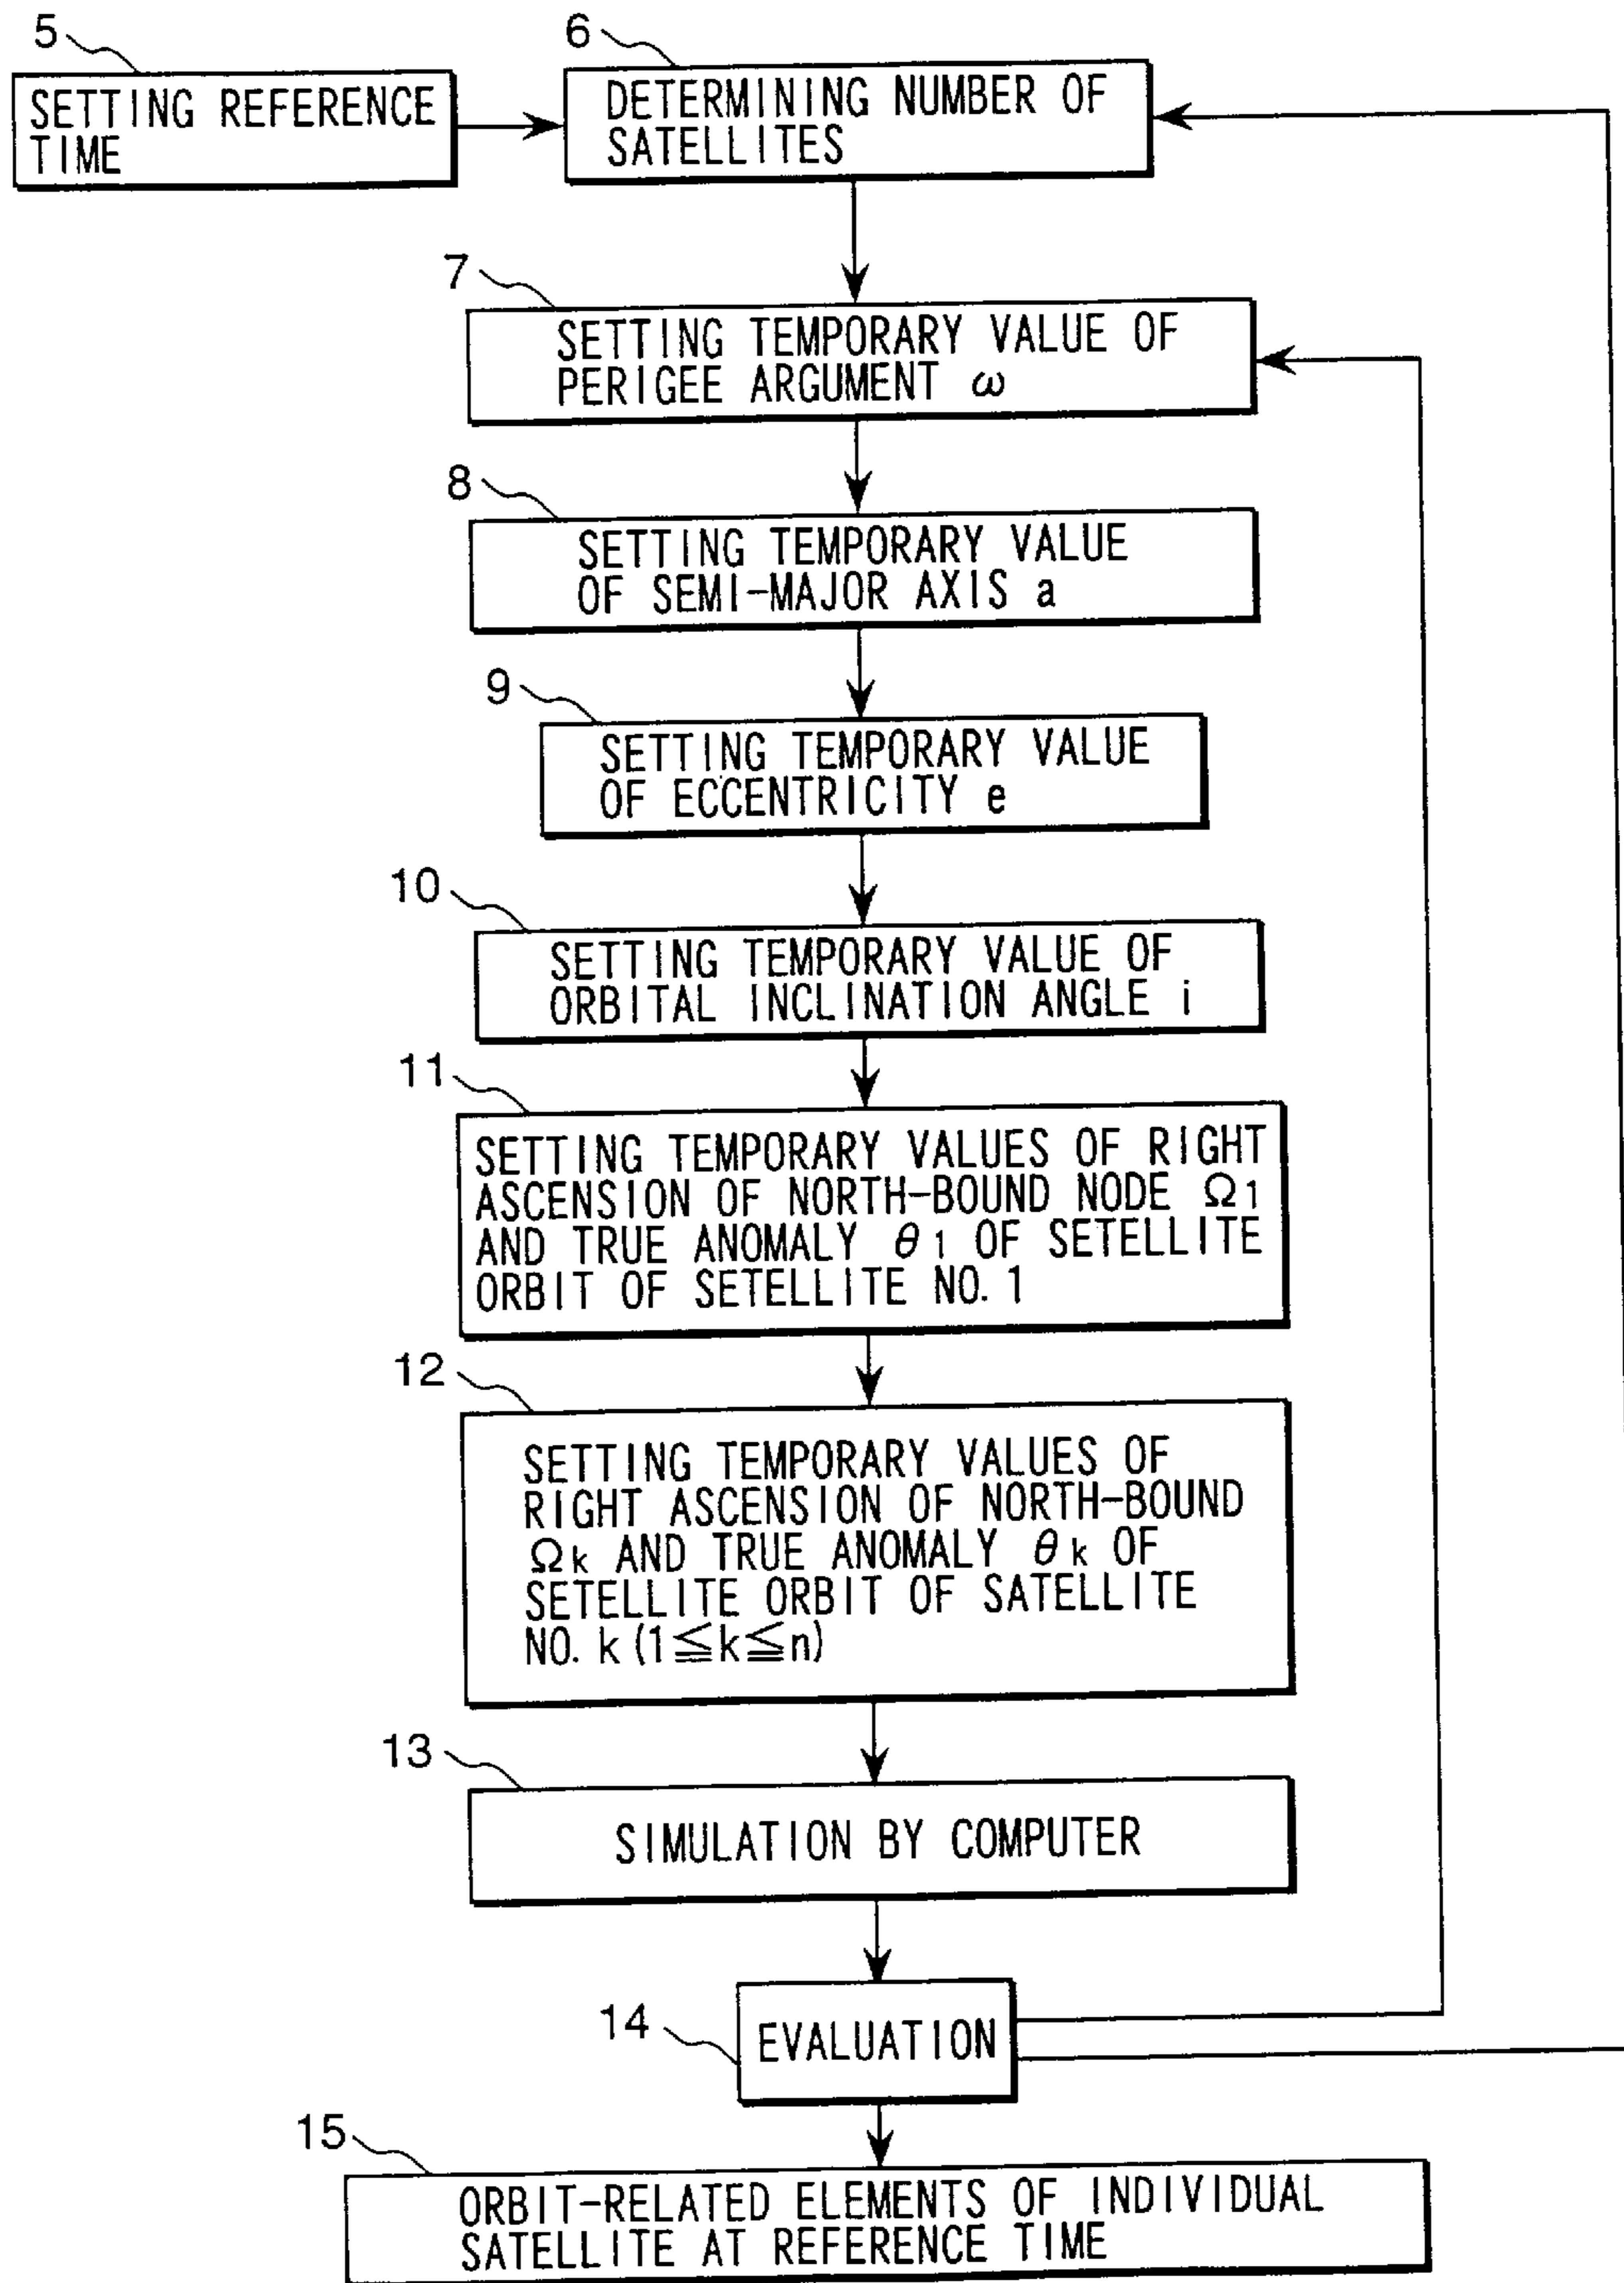 5
SETTING REFERENCE
TIME
6
DETERMINING NUMBER OF
SATELLITES
7
SETTING TEMPORARY VALUE OF
PERIGEE ARGUMENT ω
8
SETTING TEMPORARY VALUE
OF SEMI-MAJOR AXIS a
9
SETTING TEMPORARY VALUE
OF ECCENTRICITY e
10
SETTING TEMPORARY VALUE OF
ORBITAL INCLINATION ANGLE i
11
SETTING TEMPORARY VALUES OF RIGHT
ASCENSION OF NORTH-BOUND NODE Ω1
AND TRUE ANOMALY θ1 OF SETELLITE
ORBIT OF SETELLITE NO. 1
12
SETTING TEMPORARY VALUES OF
RIGHT ASCENSION OF NORTH-BOUND
Ωk AND TRUE ANOMALY θk OF
SETELLITE ORBIT OF SATELLITE
NO. k (1≦k≦n)
13
SIMULATION BY COMPUTER
14
EVALUATION
15
ORBIT-RELATED ELEMENTS OF INDIVIDUAL
SATELLITE AT REFERENCE TIME